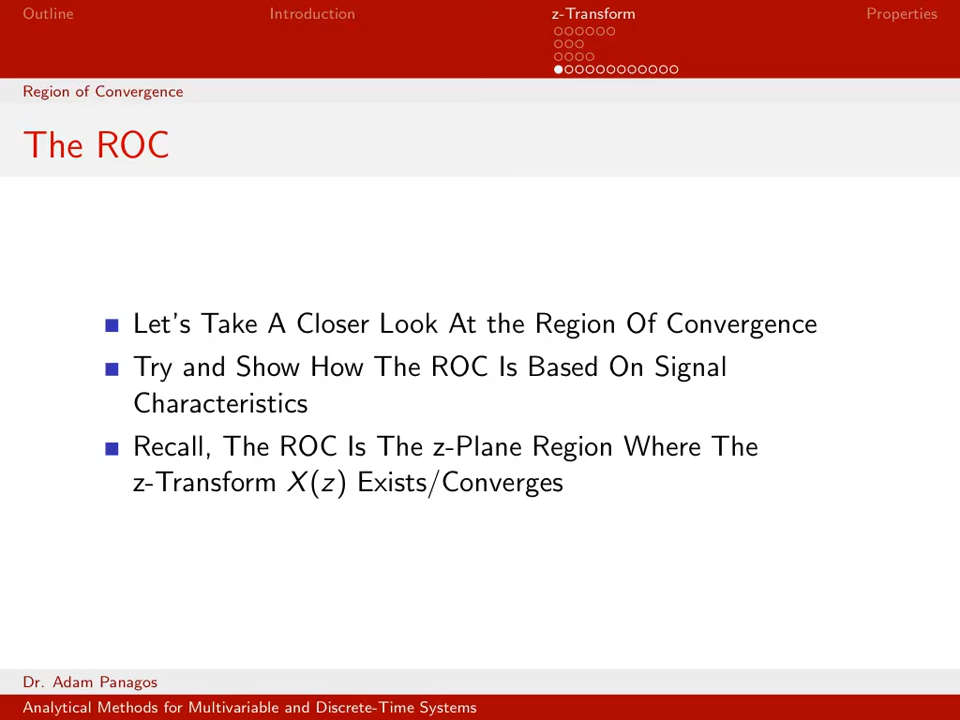 Outline Introduction z-Transform Properties
Region of Convergence
The ROC
Let's Take A Closer Look At the Region Of Convergence
Try and Show How The ROC Is Based On Signal
Characteristics
Recall, The ROC Is The z-Plane Region Where The
z-Transform X(z) Exists/Converges
Dr. Adam Panagos
Analytical Methods for Multivariable and Discrete-Time Systems